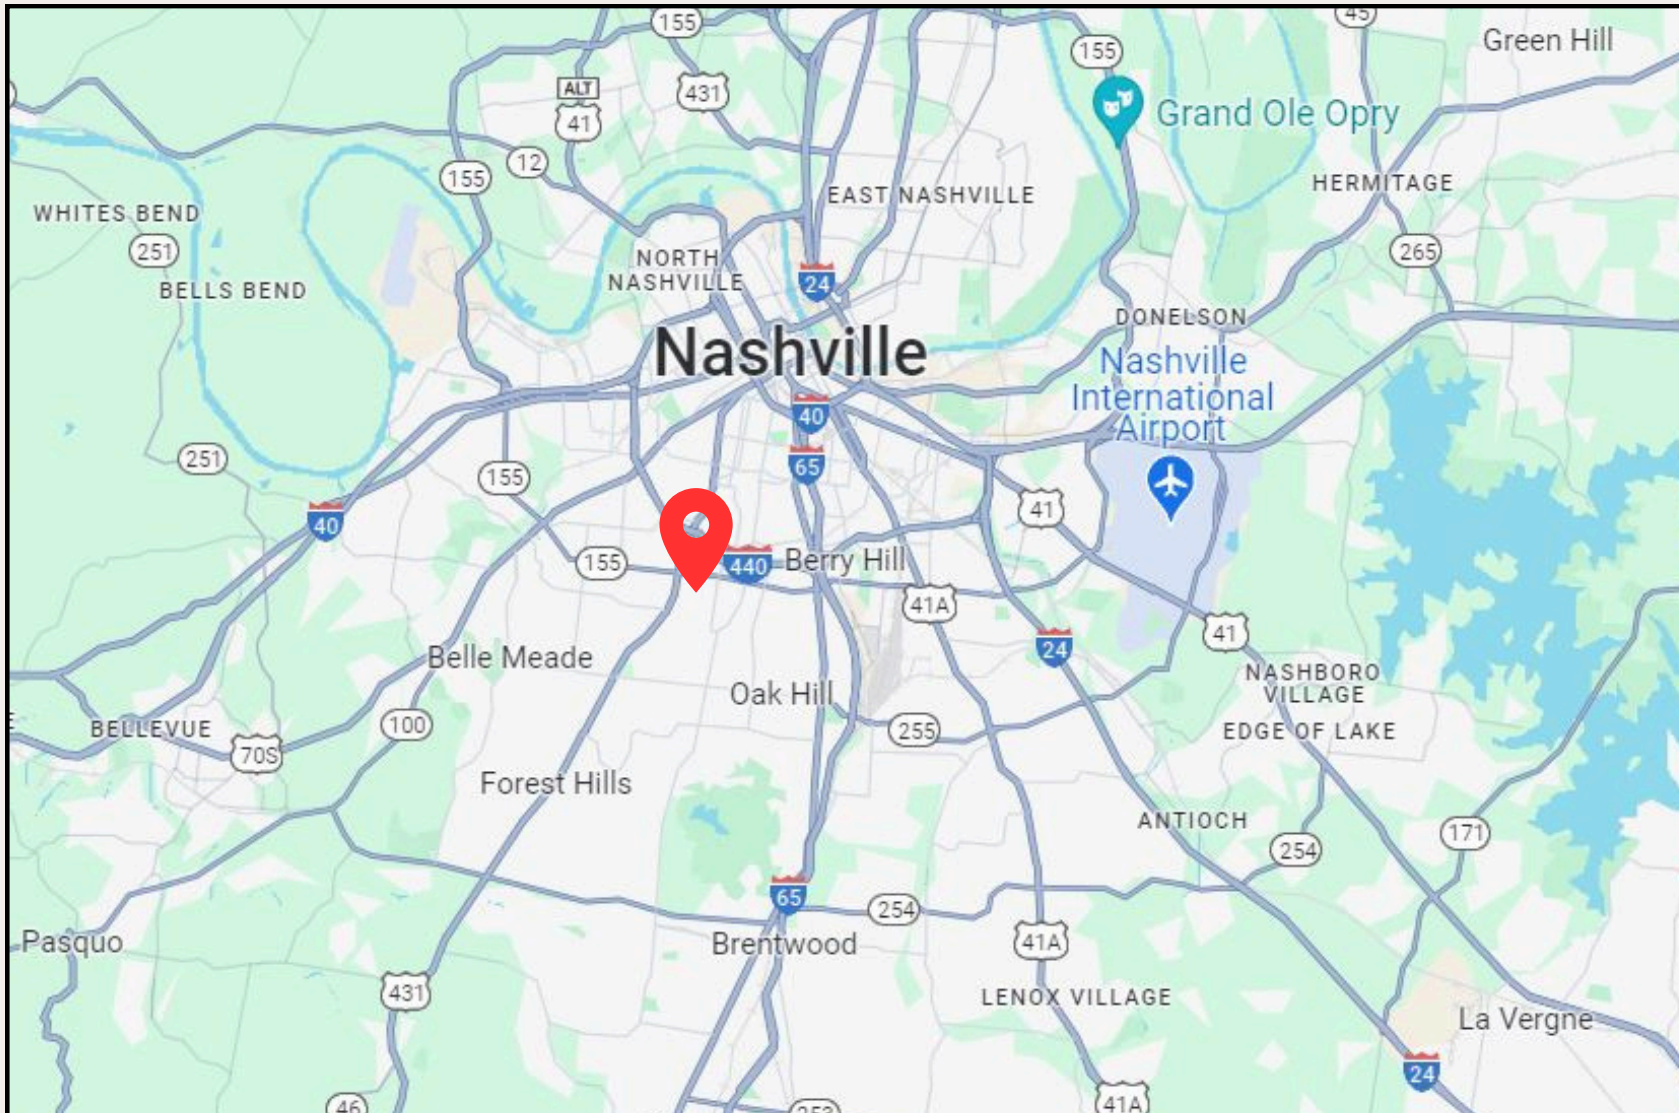 155
45
Green Hill
155
ALT
41
431
Grand Ole Opry
12
155
HERMITAGE
EAST NASHVILLE
WHITES BEND
251
265
NORTH
NASHVILLE
24
BELLS BEND
DONELSON
Nashville
Nashville
International
Airport
40
251
65
155
41
40
155
440
Berry Hill
41A
41
24
Belle Meade
NASHBORO
VILLAGE
Oak Hill
BELLEVUE
100
255
EDGE OF LAKE
70S
Forest Hills
ANTIOCH
171
254
65
254
Pasquo
Brentwood
41A
431
LENOX VILLAGE
La Vergne
24
46
253
41A